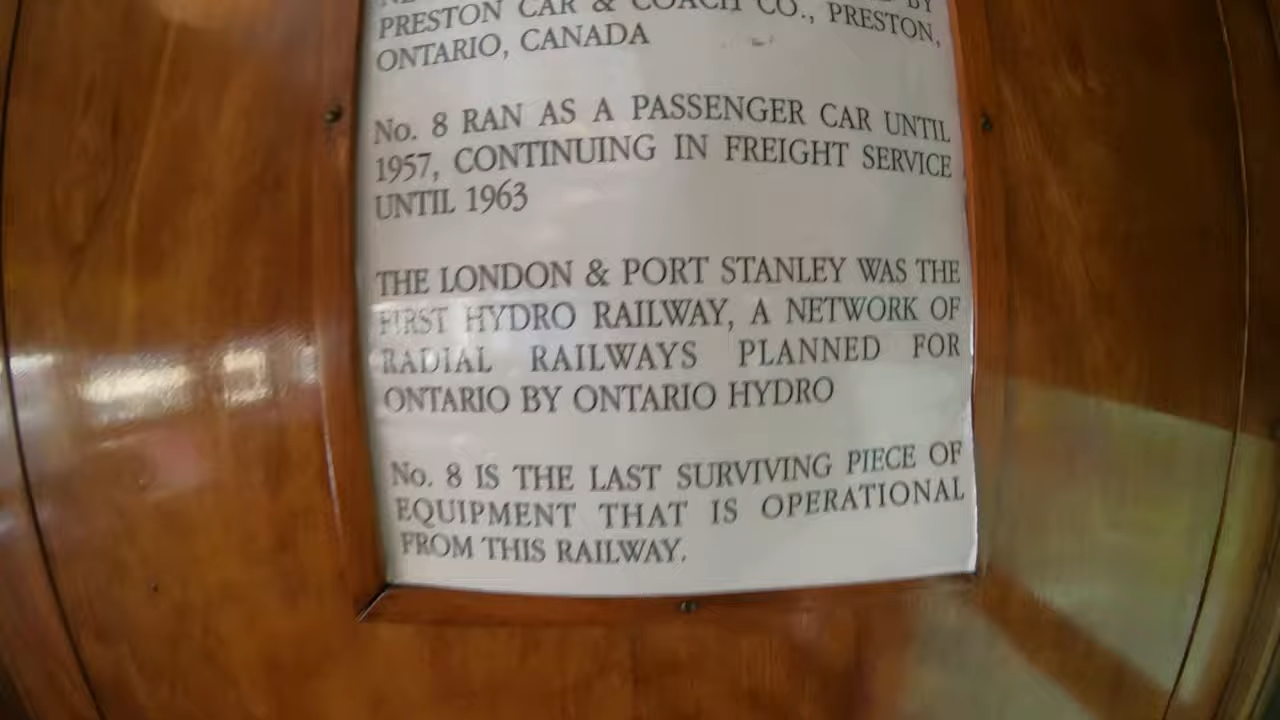 BY
PRESTON CAR & COACH CO., PRESTON,
ONTARIO, CANADA
No. 8 RAN AS A PASSENGER CAR UNTIL
1957, CONTINUING IN FREIGHT SERVICE
UNTIL 1963
THE LONDON & PORT STANLEY WAS THE
FIRST HYDRO RAILWAY, A NETWORK OF
RADIAL RAILWAYS PLANNED FOR
ONTARIO BY ONTARIO HYDRO
No. 8 IS THE LAST SURVIVING PIECE OF
EQUIPMENT THAT IS OPERATIONAL
FROM THIS RAILWAY.